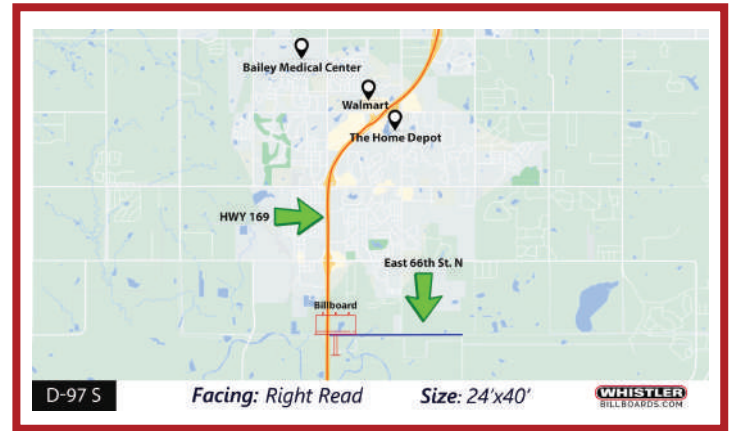 Bailey Medical Center
Walmart
The Home Depot
HWY 169
East 66th St. N
Billboard
D-97 S
Facing: Right Read
Size: 24'x40'
WHISTLER
BILLBOARDS.COM